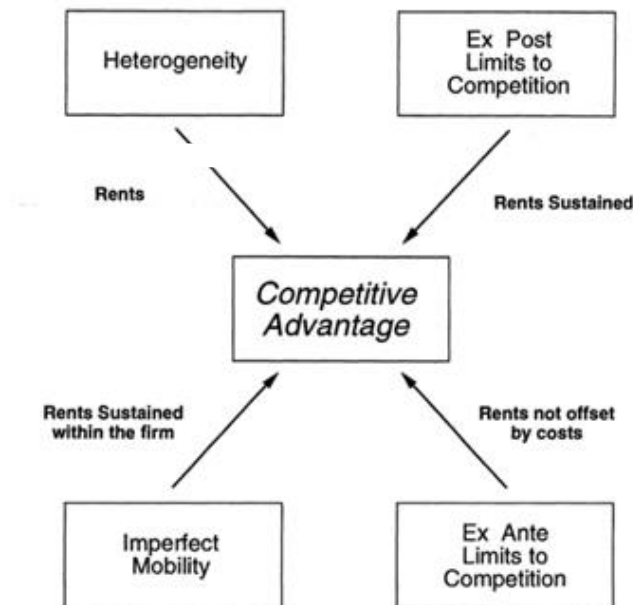 Heterogeneity
Ex Post
Limits to
Competition
Rents
Rents Sustained
Competitive
Advantage
Rents Sustained
within the firm
Rents not offset
by costs
Imperfect
Mobility
Ex Ante
Limits to
Competition